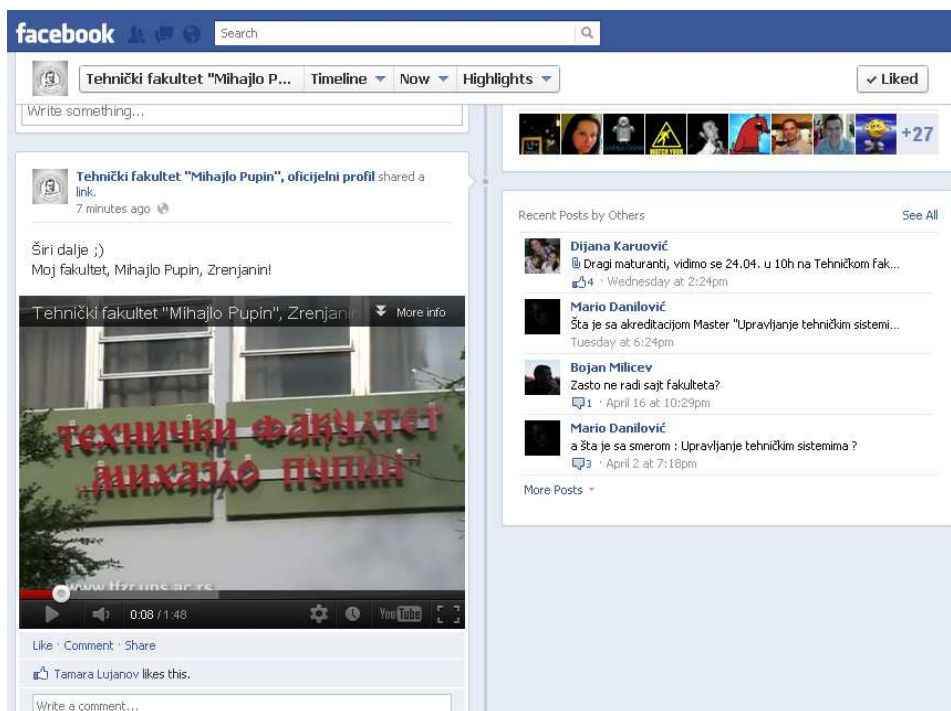 facebook
Search
Tehnički fakultet "Mihajlo P...
Timeline
Now
Highlights
Liked
Write something...
+27
Tehnički fakultet "Mihajlo Pupin", oficijelni profil shared a
link.
7 minutes ago
Širi dalje ;)
Moj fakultet, Mihajlo Pupin, Zrenjanin!
Tehnički fakultet "Mihajlo Pupin", Zrenjanin
More info
ТЕХНИЧКИ ФАКУЛТЕТ
„МИХАЈЛО ПУПИН“
www.tfzr.uns.ac.rs
0:08 / 1:48
YouTube
Like · Comment · Share
Tamara Lujanov likes this.
Write a comment...
Recent Posts by Others
See All
Dijana Karuović
Dragi maturanti, vidimo se 24.04. u 10h na Tehničkom fak...
4 · Wednesday at 2:24pm
Mario Danilović
Šta je sa akreditacijom Master "Upravljanje tehničkim sistemi...
Tuesday at 6:24pm
Bojan Milicev
Zasto ne radi sajt fakulteta?
1 · April 16 at 10:29pm
Mario Danilović
a šta je sa smerom : Upravljanje tehničkim sistemima ?
3 · April 2 at 7:18pm
More Posts